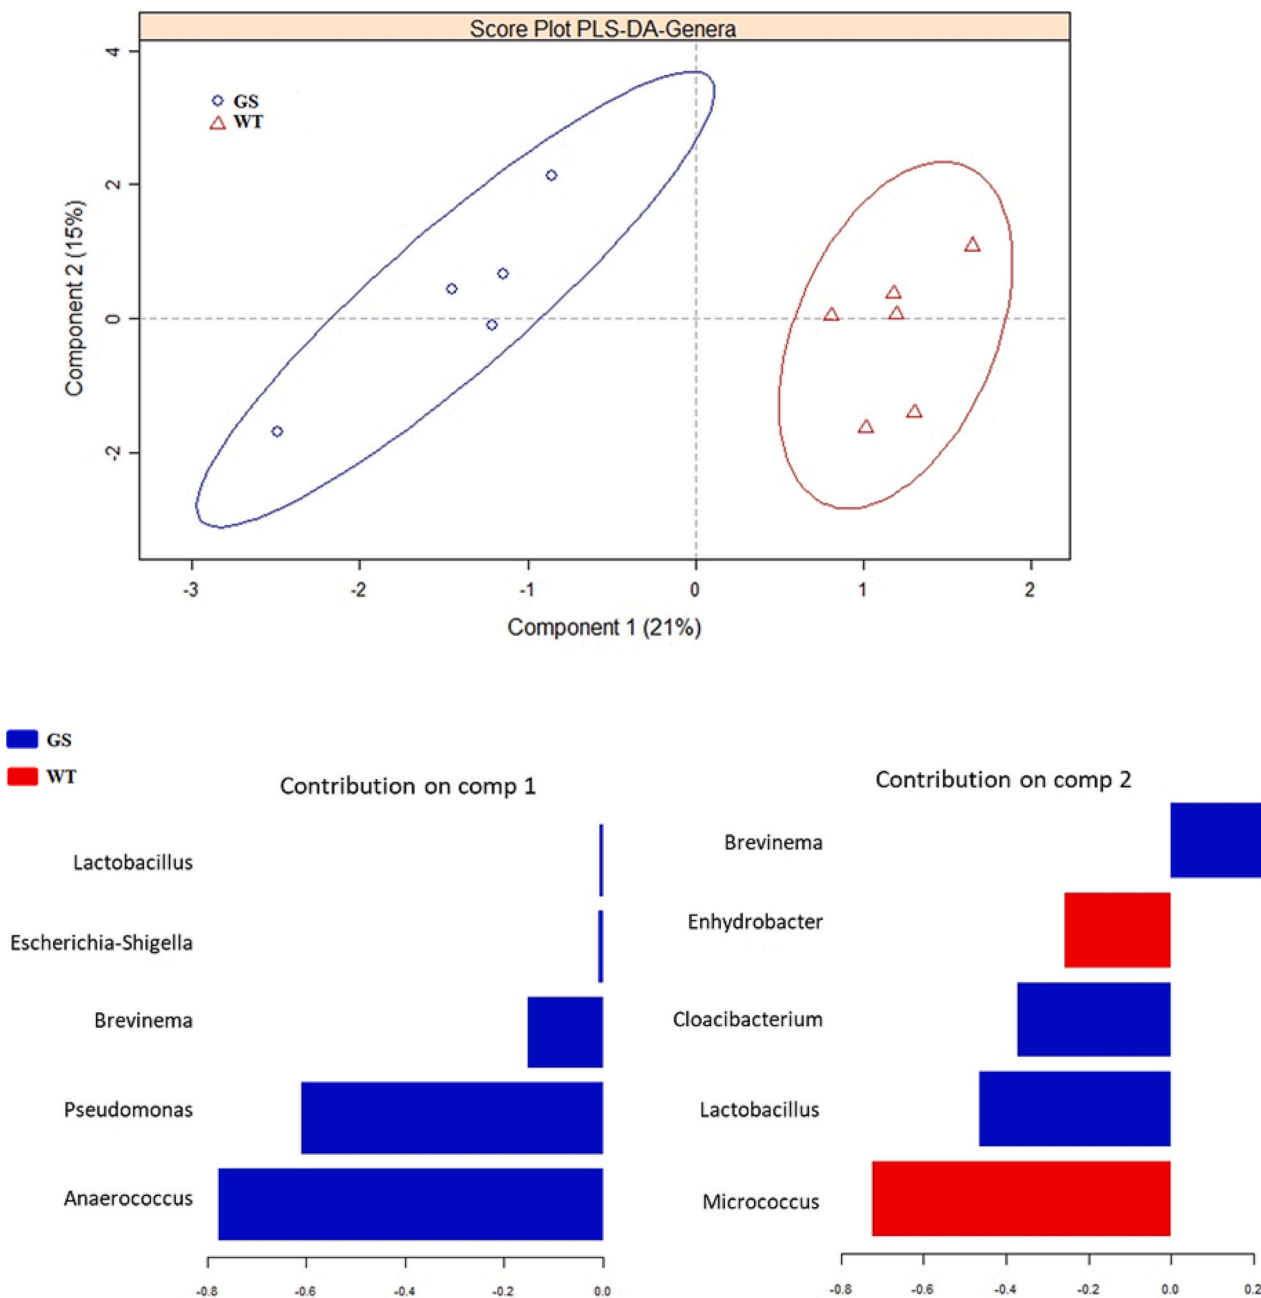 Score Plot PLS-DA-Genera
4
2
0
-2
Component 2 (15%)
GS
WT
-3
-2
-1
0
1
2
Component 1 (21%)
GS
WT
Contribution on comp 1
Lactobacillus
Escherichia-Shigella
Brevinema
Pseudomonas
Anaerococcus
-0.8
-0.6
-0.4
-0.2
0.0
Contribution on comp 2
Brevinema
Enhydrobacter
Cloacibacterium
Lactobacillus
Micrococcus
-0.8
-0.6
-0.4
-0.2
0.0
0.2